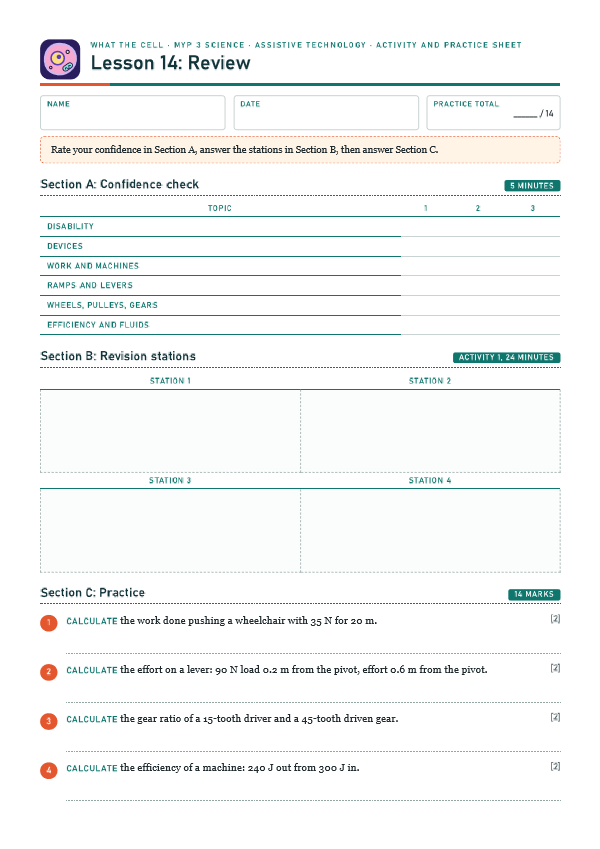 WHAT THE CELL · MYP 3 SCIENCE · ASSISTIVE TECHNOLOGY · ACTIVITY AND PRACTICE SHEET
Lesson 14: Review
NAME
DATE
PRACTICE TOTAL
_____ / 14
Rate your confidence in Section A, answer the stations in Section B, then answer Section C.
Section A: Confidence check
5 MINUTES
TOPIC 1 2 3
DISABILITY
DEVICES
WORK AND MACHINES
RAMPS AND LEVERS
WHEELS, PULLEYS, GEARS
EFFICIENCY AND FLUIDS
Section B: Revision stations
ACTIVITY 1, 24 MINUTES
STATION 1 STATION 2
STATION 3 STATION 4
Section C: Practice
14 MARKS
1 CALCULATE the work done pushing a wheelchair with 35 N for 20 m. [2]
2 CALCULATE the effort on a lever: 90 N load 0.2 m from the pivot, effort 0.6 m from the pivot. [2]
3 CALCULATE the gear ratio of a 15-tooth driver and a 45-tooth driven gear. [2]
4 CALCULATE the efficiency of a machine: 240 J out from 300 J in. [2]